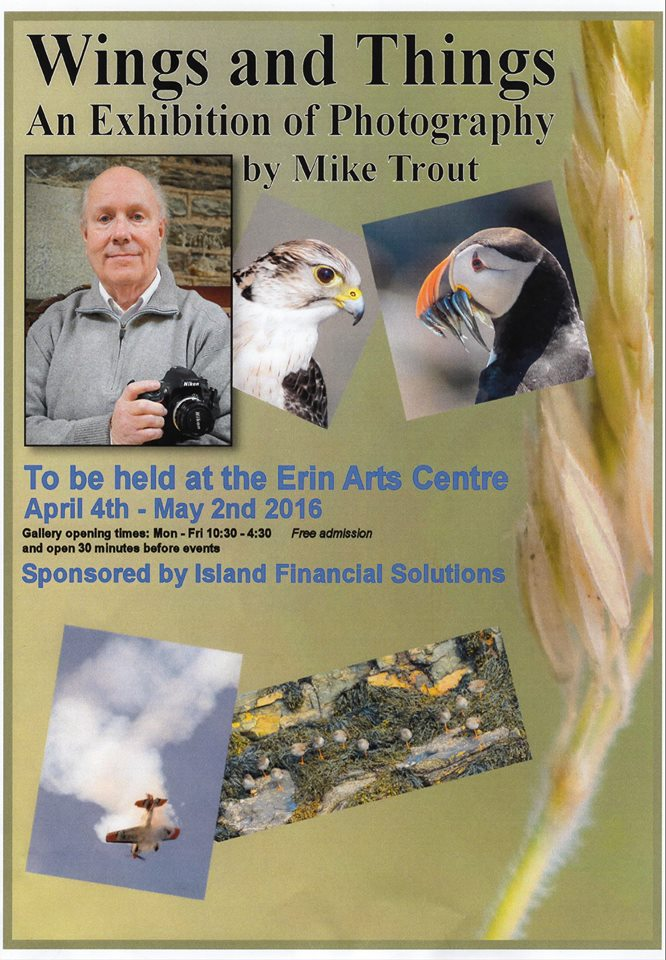 Wings and Things
An Exhibition of Photography
by Mike Trout
Nikon
Nikon
To be held at the Erin Arts Centre
April 4th - May 2nd 2016
Gallery opening times: Mon - Fri 10:30 - 4:30 Free admission
and open 30 minutes before events
Sponsored by Island Financial Solutions